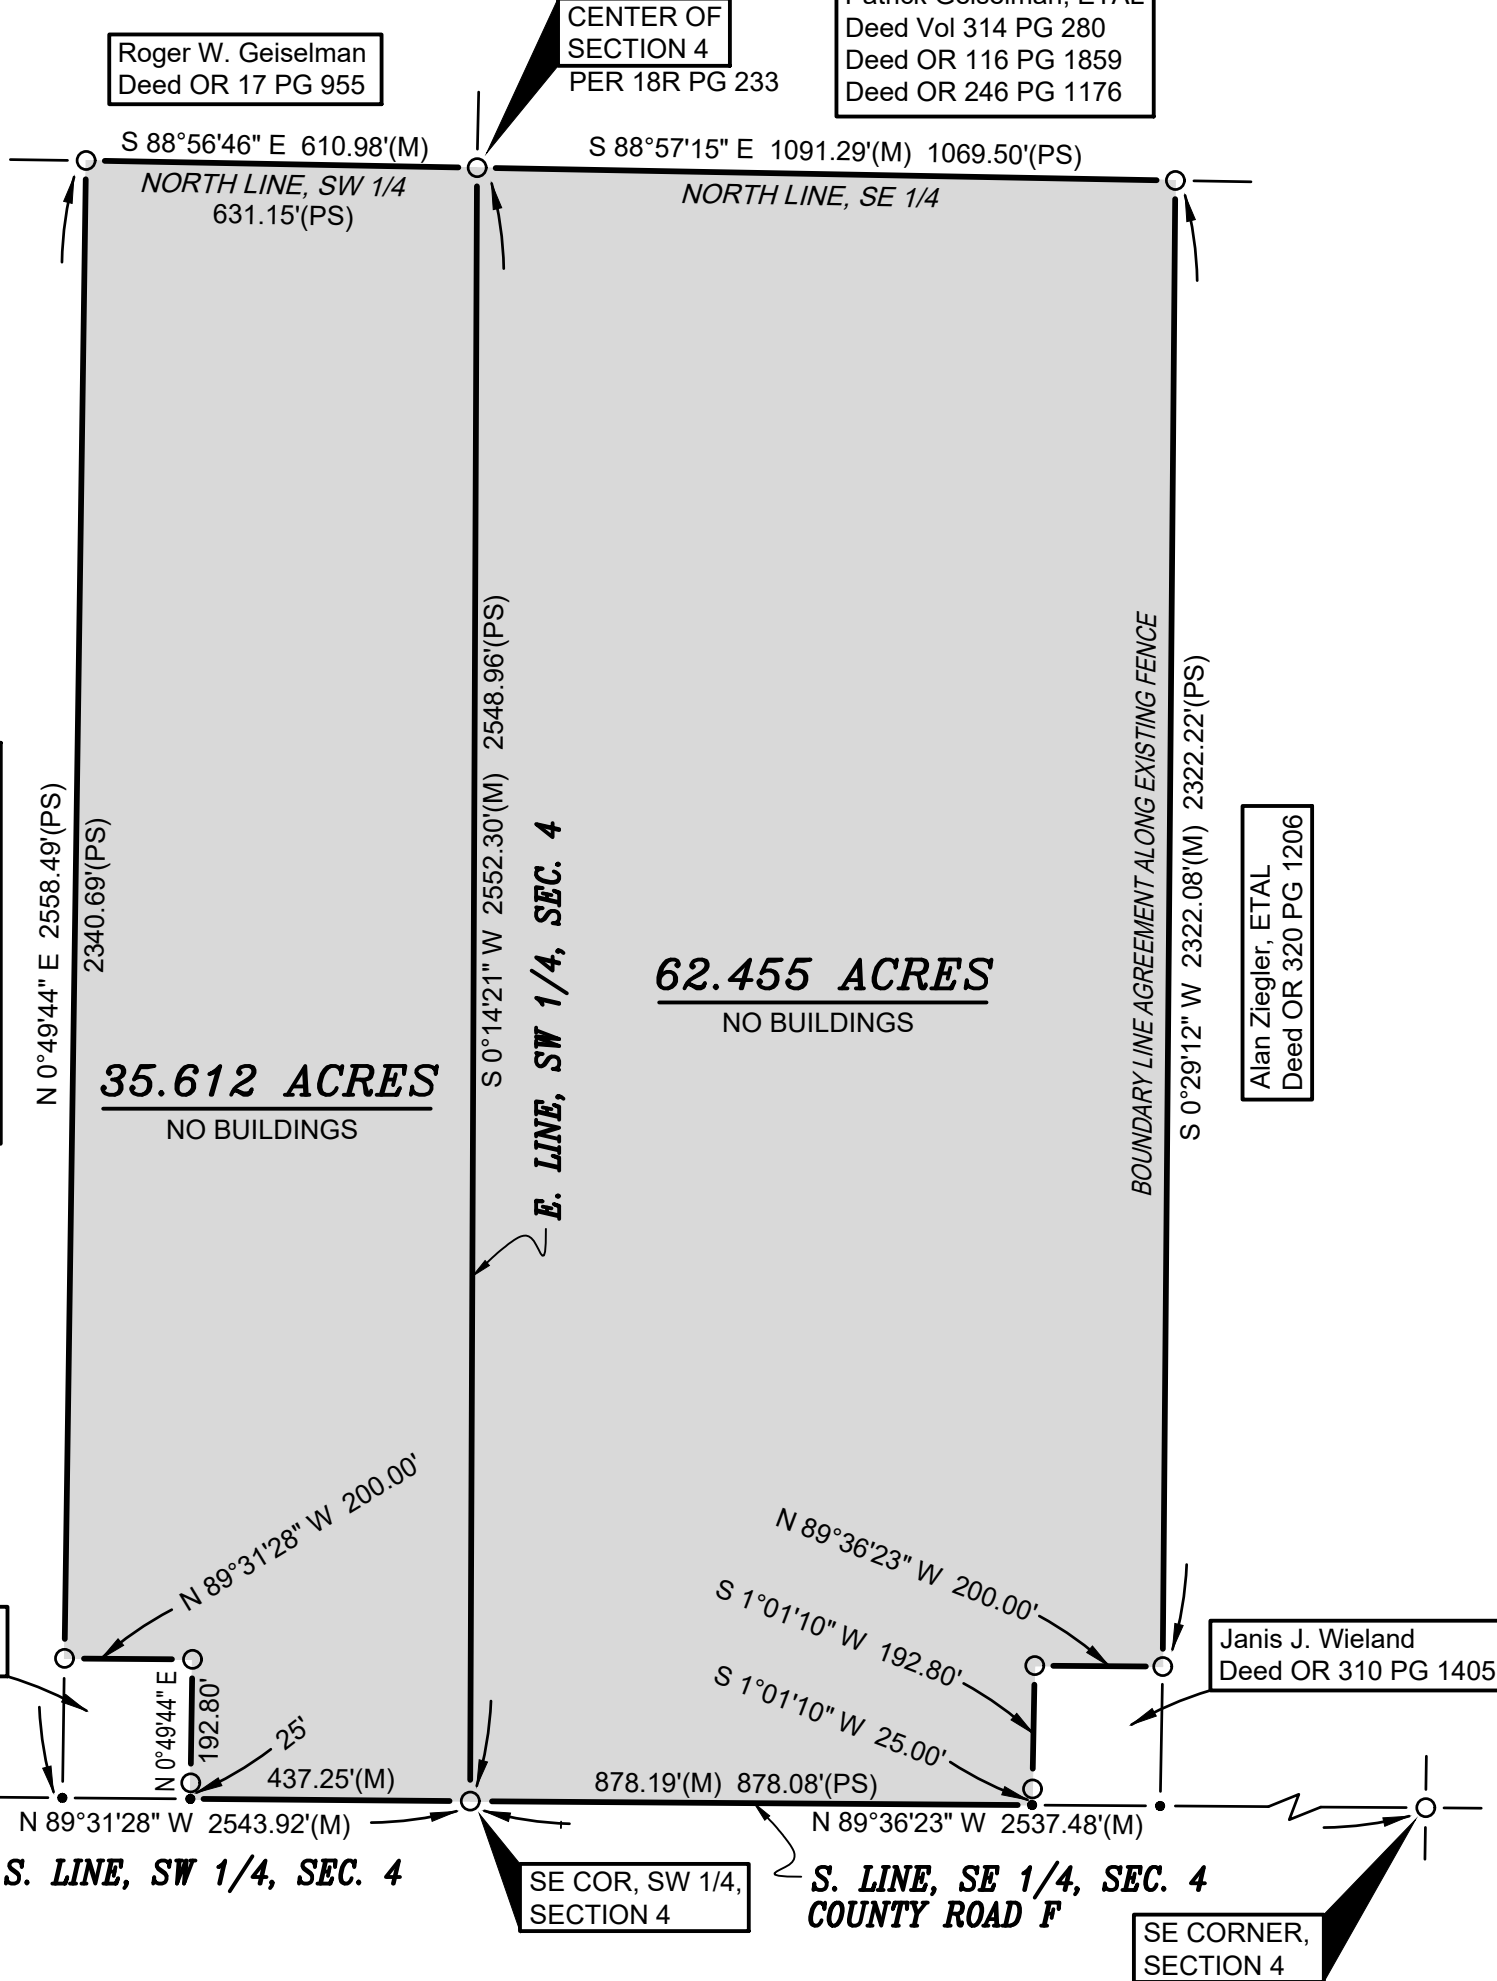 Patrick Geiselman, ETAL
Deed Vol 314 PG 280
Deed OR 116 PG 1859
Deed OR 246 PG 1176
CENTER OF
SECTION 4
PER 18R PG 233
Roger W. Geiselman
Deed OR 17 PG 955
S 88°56'46" E 610.98'(M)
NORTH LINE, SW 1/4
631.15'(PS)
S 88°57'15" E 1091.29'(M) 1069.50'(PS)
NORTH LINE, SE 1/4
N 0°49'44" E 2558.49'(PS)
2340.69'(PS)
S 0°14'21" W 2552.30'(M) 2548.96'(PS)
E. LINE, SW 1/4, SEC. 4
BOUNDARY LINE AGREEMENT ALONG EXISTING FENCE
S 0°29'12" W 2322.08'(M) 2322.22'(PS)
Alan Ziegler, ETAL
Deed OR 320 PG 1206
62.455 ACRES
NO BUILDINGS
35.612 ACRES
NO BUILDINGS
N 89°31'28" W 200.00'
N 89°36'23" W 200.00'
S 1°01'10" W 192.80'
S 1°01'10" W 25.00'
Janis J. Wieland
Deed OR 310 PG 1405
N 0°49'44" E
192.80'
25'
437.25'(M)
878.19'(M) 878.08'(PS)
N 89°31'28" W 2543.92'(M)
N 89°36'23" W 2537.48'(M)
S. LINE, SW 1/4, SEC. 4
SE COR, SW 1/4,
SECTION 4
S. LINE, SE 1/4, SEC. 4
COUNTY ROAD F
SE CORNER,
SECTION 4